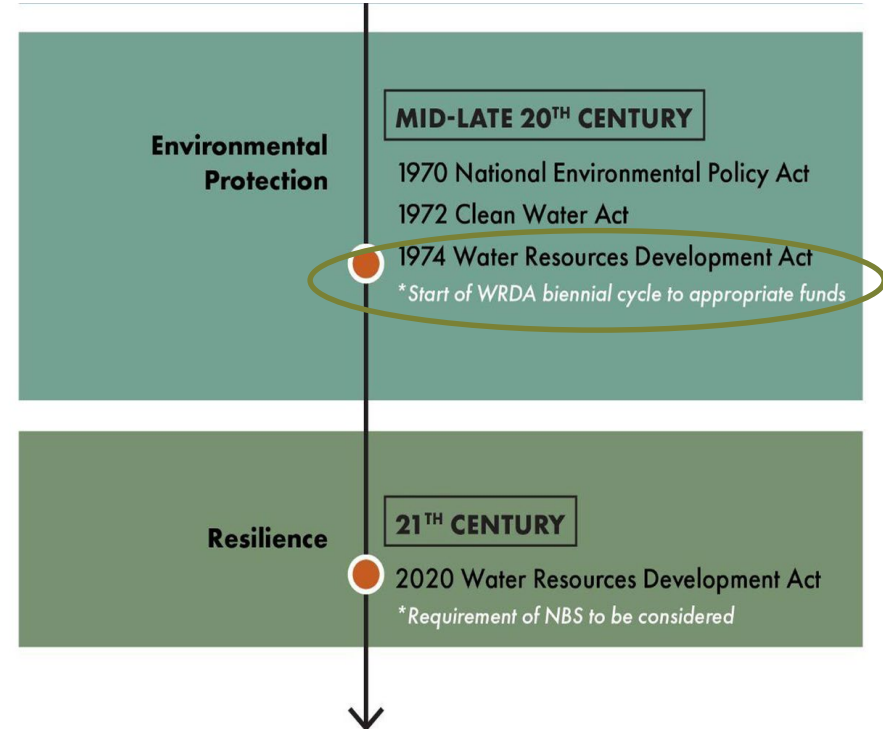 Environmental
Protection
MID-LATE 20TH CENTURY
1970 National Environmental Policy Act
1972 Clean Water Act
1974 Water Resources Development Act
*Start of WRDA biennial cycle to appropriate funds
Resilience
21TH CENTURY
2020 Water Resources Development Act
*Requirement of NBS to be considered